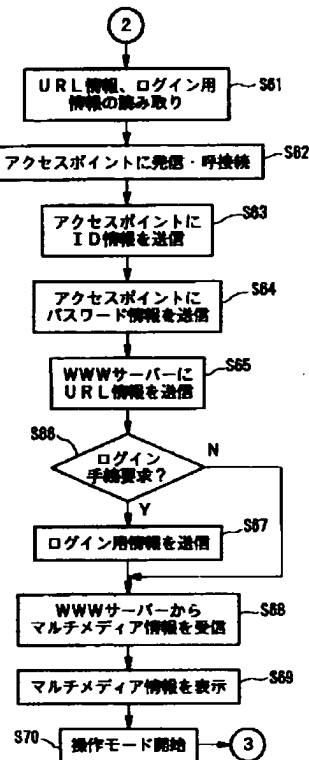 2
URL情報、ログイン用
情報の読み取り
S61
アクセスポイントに発信・呼接続
S62
アクセスポイントに
ID情報を送信
S63
アクセスポイントに
パスワード情報を送信
S64
WWWサーバーに
URL情報を送信
S65
S66
ログイン
手続要求？
N
Y
ログイン用情報を送信
S67
WWWサーバーから
マルチメディア情報を受信
S68
マルチメディア情報を表示
S69
S70
操作モード開始
3